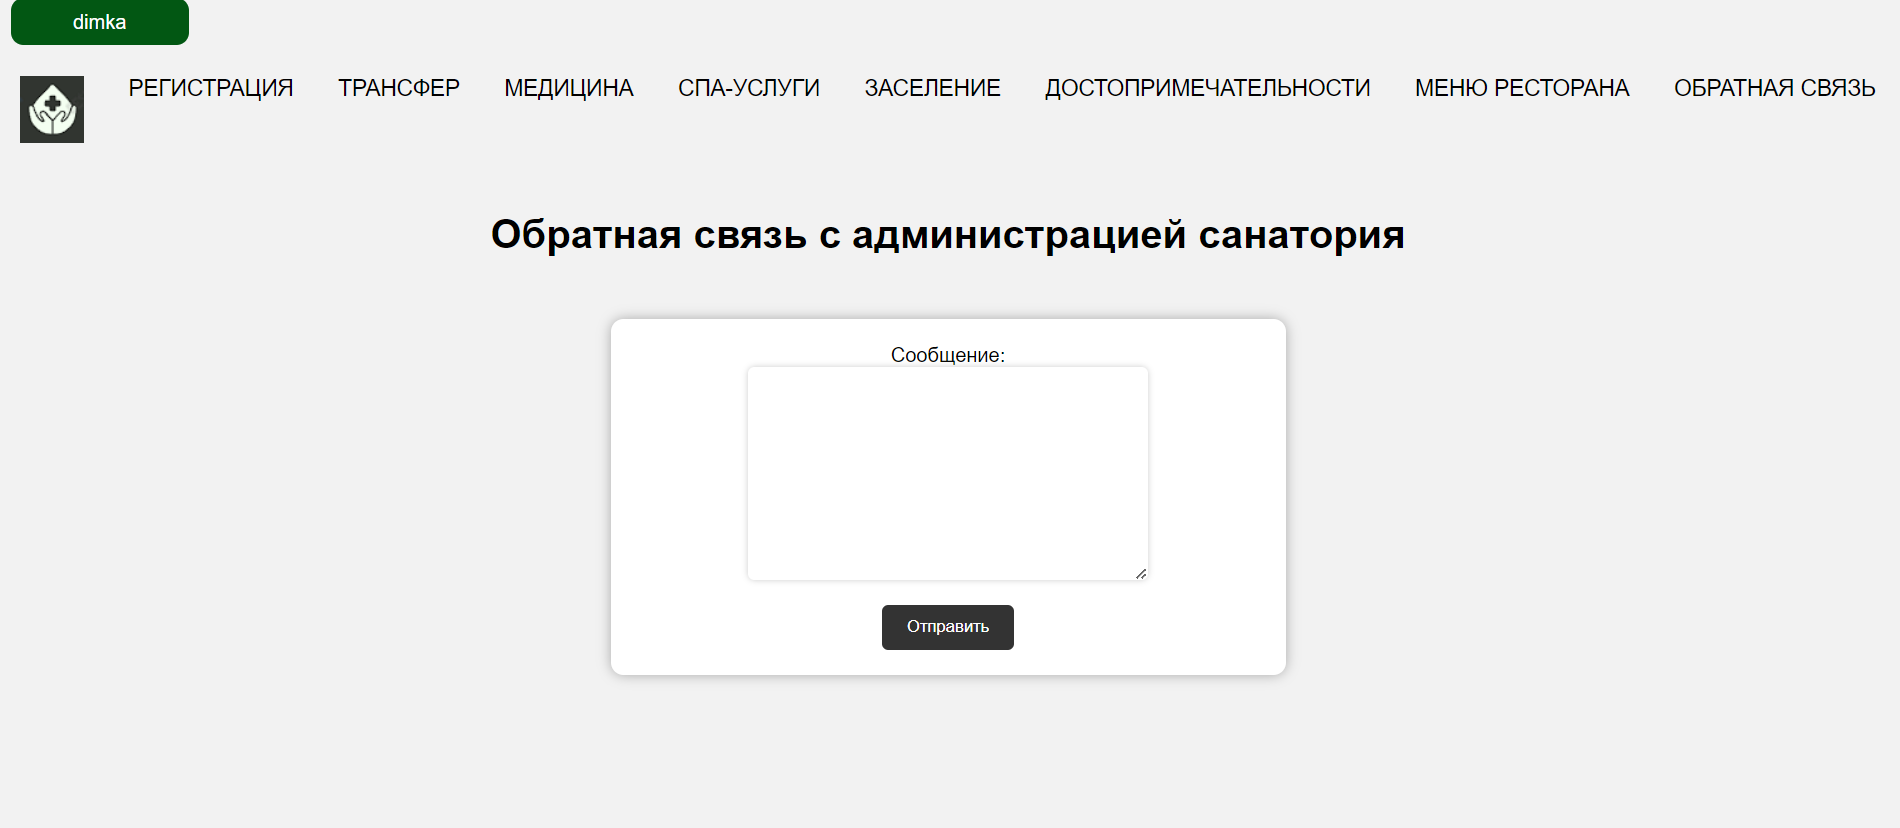 dimka
РЕГИСТРАЦИЯ ТРАНСФЕР МЕДИЦИНА СПА-УСЛУГИ ЗАСЕЛЕНИЕ ДОСТОПРИМЕЧАТЕЛЬНОСТИ МЕНЮ РЕСТОРАНА ОБРАТНАЯ СВЯЗЬ
Обратная связь с администрацией санатория
Сообщение:
Отправить